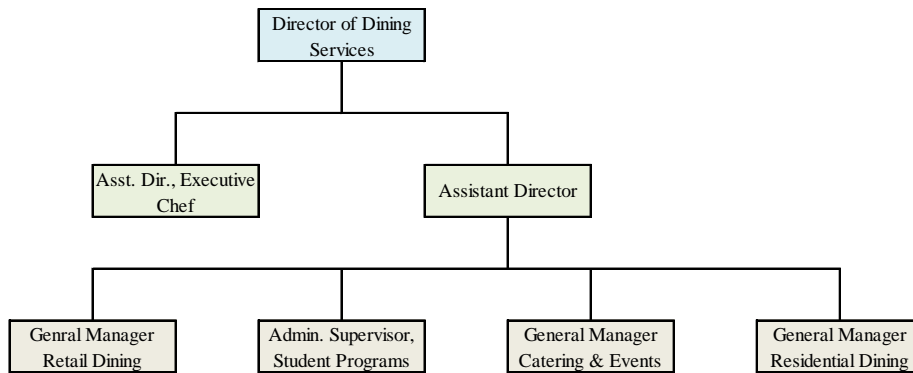 Director of Dining
Services
Asst. Dir., Executive
Chef
Assistant Director
Genral Manager
Retail Dining
Admin. Supervisor,
Student Programs
General Manager
Catering & Events
General Manager
Residential Dining